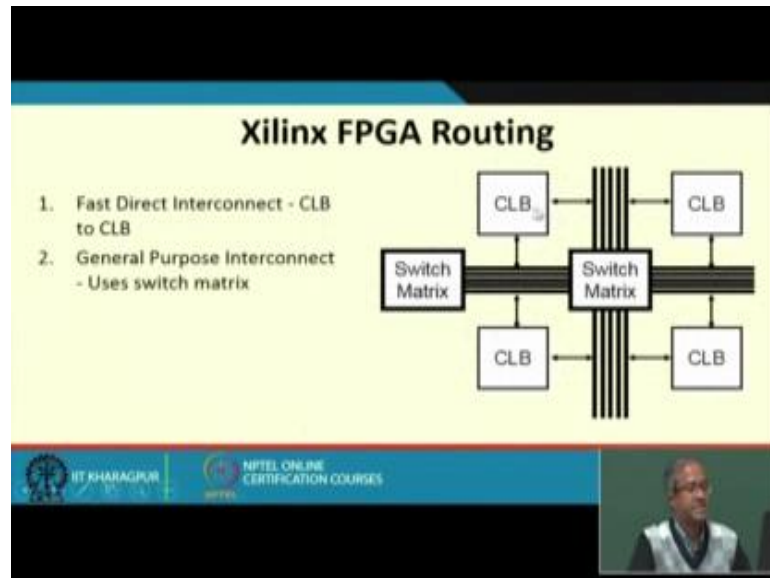 Xilinx FPGA Routing
1. Fast Direct Interconnect - CLB
to CLB
2. General Purpose Interconnect
- Uses switch matrix
CLB
CLB
Switch
Matrix
Switch
Matrix
CLB
CLB
IIT KHARAGPUR
NPTEL ONLINE
CERTIFICATION COURSES
NPTEL